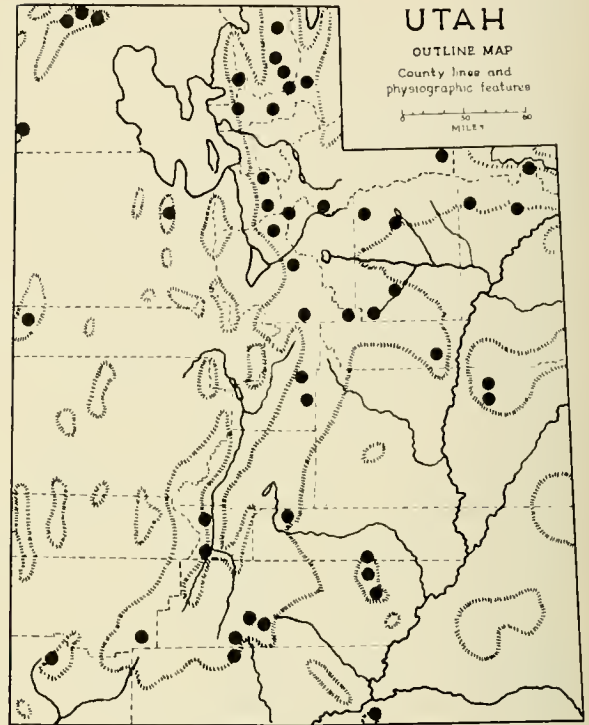 UTAH
OUTLINE MAP
County lines and
physiographic features
0 50 60
MILES